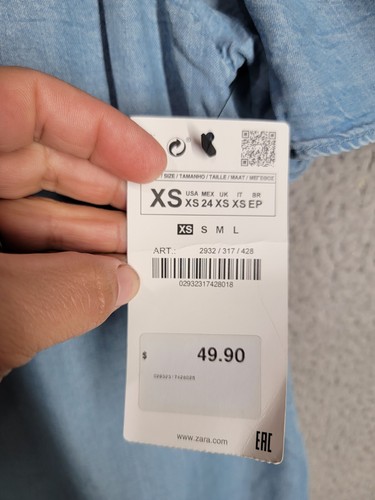 SIZE / TAMANHO / TAILLE / MAAT /
XS USA MEX UK IT BR
XS 24 XS XS EP
XS S M L
ART.: 2932 / 317 / 428
02932317428018
$ 49.90
www.zara.com
EAC